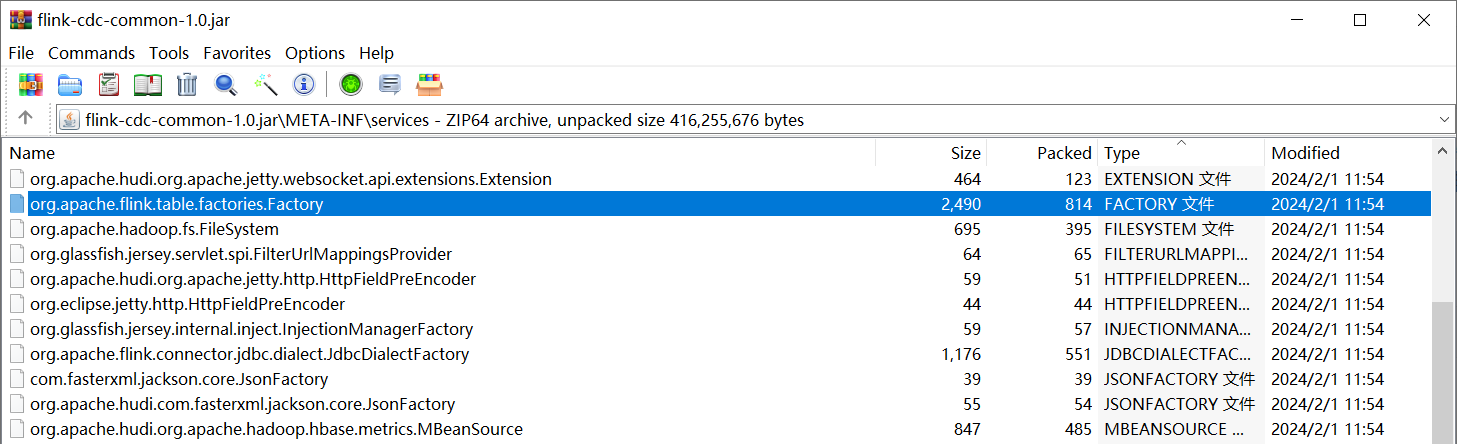 flink-cdc-common-1.0.jar
File Commands Tools Favorites Options Help
flink-cdc-common-1.0.jar\META-INF\services - ZIP64 archive, unpacked size 416,255,676 bytes
Name Size Packed Type Modified
org.apache.hudi.org.apache.jetty.websocket.api.extensions.Extension 464 123 EXTENSION 文件 2024/2/1 11:54
org.apache.flink.table.factories.Factory 2,490 814 FACTORY 文件 2024/2/1 11:54
org.apache.hadoop.fs.FileSystem 695 395 FILESYSTEM 文件 2024/2/1 11:54
org.glassfish.jersey.servlet.spi.FilterUrlMappingsProvider 64 65 FILTERURLMAPPI... 2024/2/1 11:54
org.apache.hudi.org.apache.jetty.http.HttpFieldPreEncoder 59 51 HTTPFIELDPREEN... 2024/2/1 11:54
org.eclipse.jetty.http.HttpFieldPreEncoder 44 44 HTTPFIELDPREEN... 2024/2/1 11:54
org.glassfish.jersey.internal.inject.InjectionManagerFactory 59 57 INJECTIONMANA... 2024/2/1 11:54
org.apache.flink.connector.jdbc.dialect.JdbcDialectFactory 1,176 551 JDBCDIALECTFAC... 2024/2/1 11:54
com.fasterxml.jackson.core.JsonFactory 39 39 JSONFACTORY 文件 2024/2/1 11:54
org.apache.hudi.com.fasterxml.jackson.core.JsonFactory 55 54 JSONFACTORY 文件 2024/2/1 11:54
org.apache.hudi.org.apache.hadoop.hbase.metrics.MBeanSource 847 485 MBEANSOURCE ... 2024/2/1 11:54